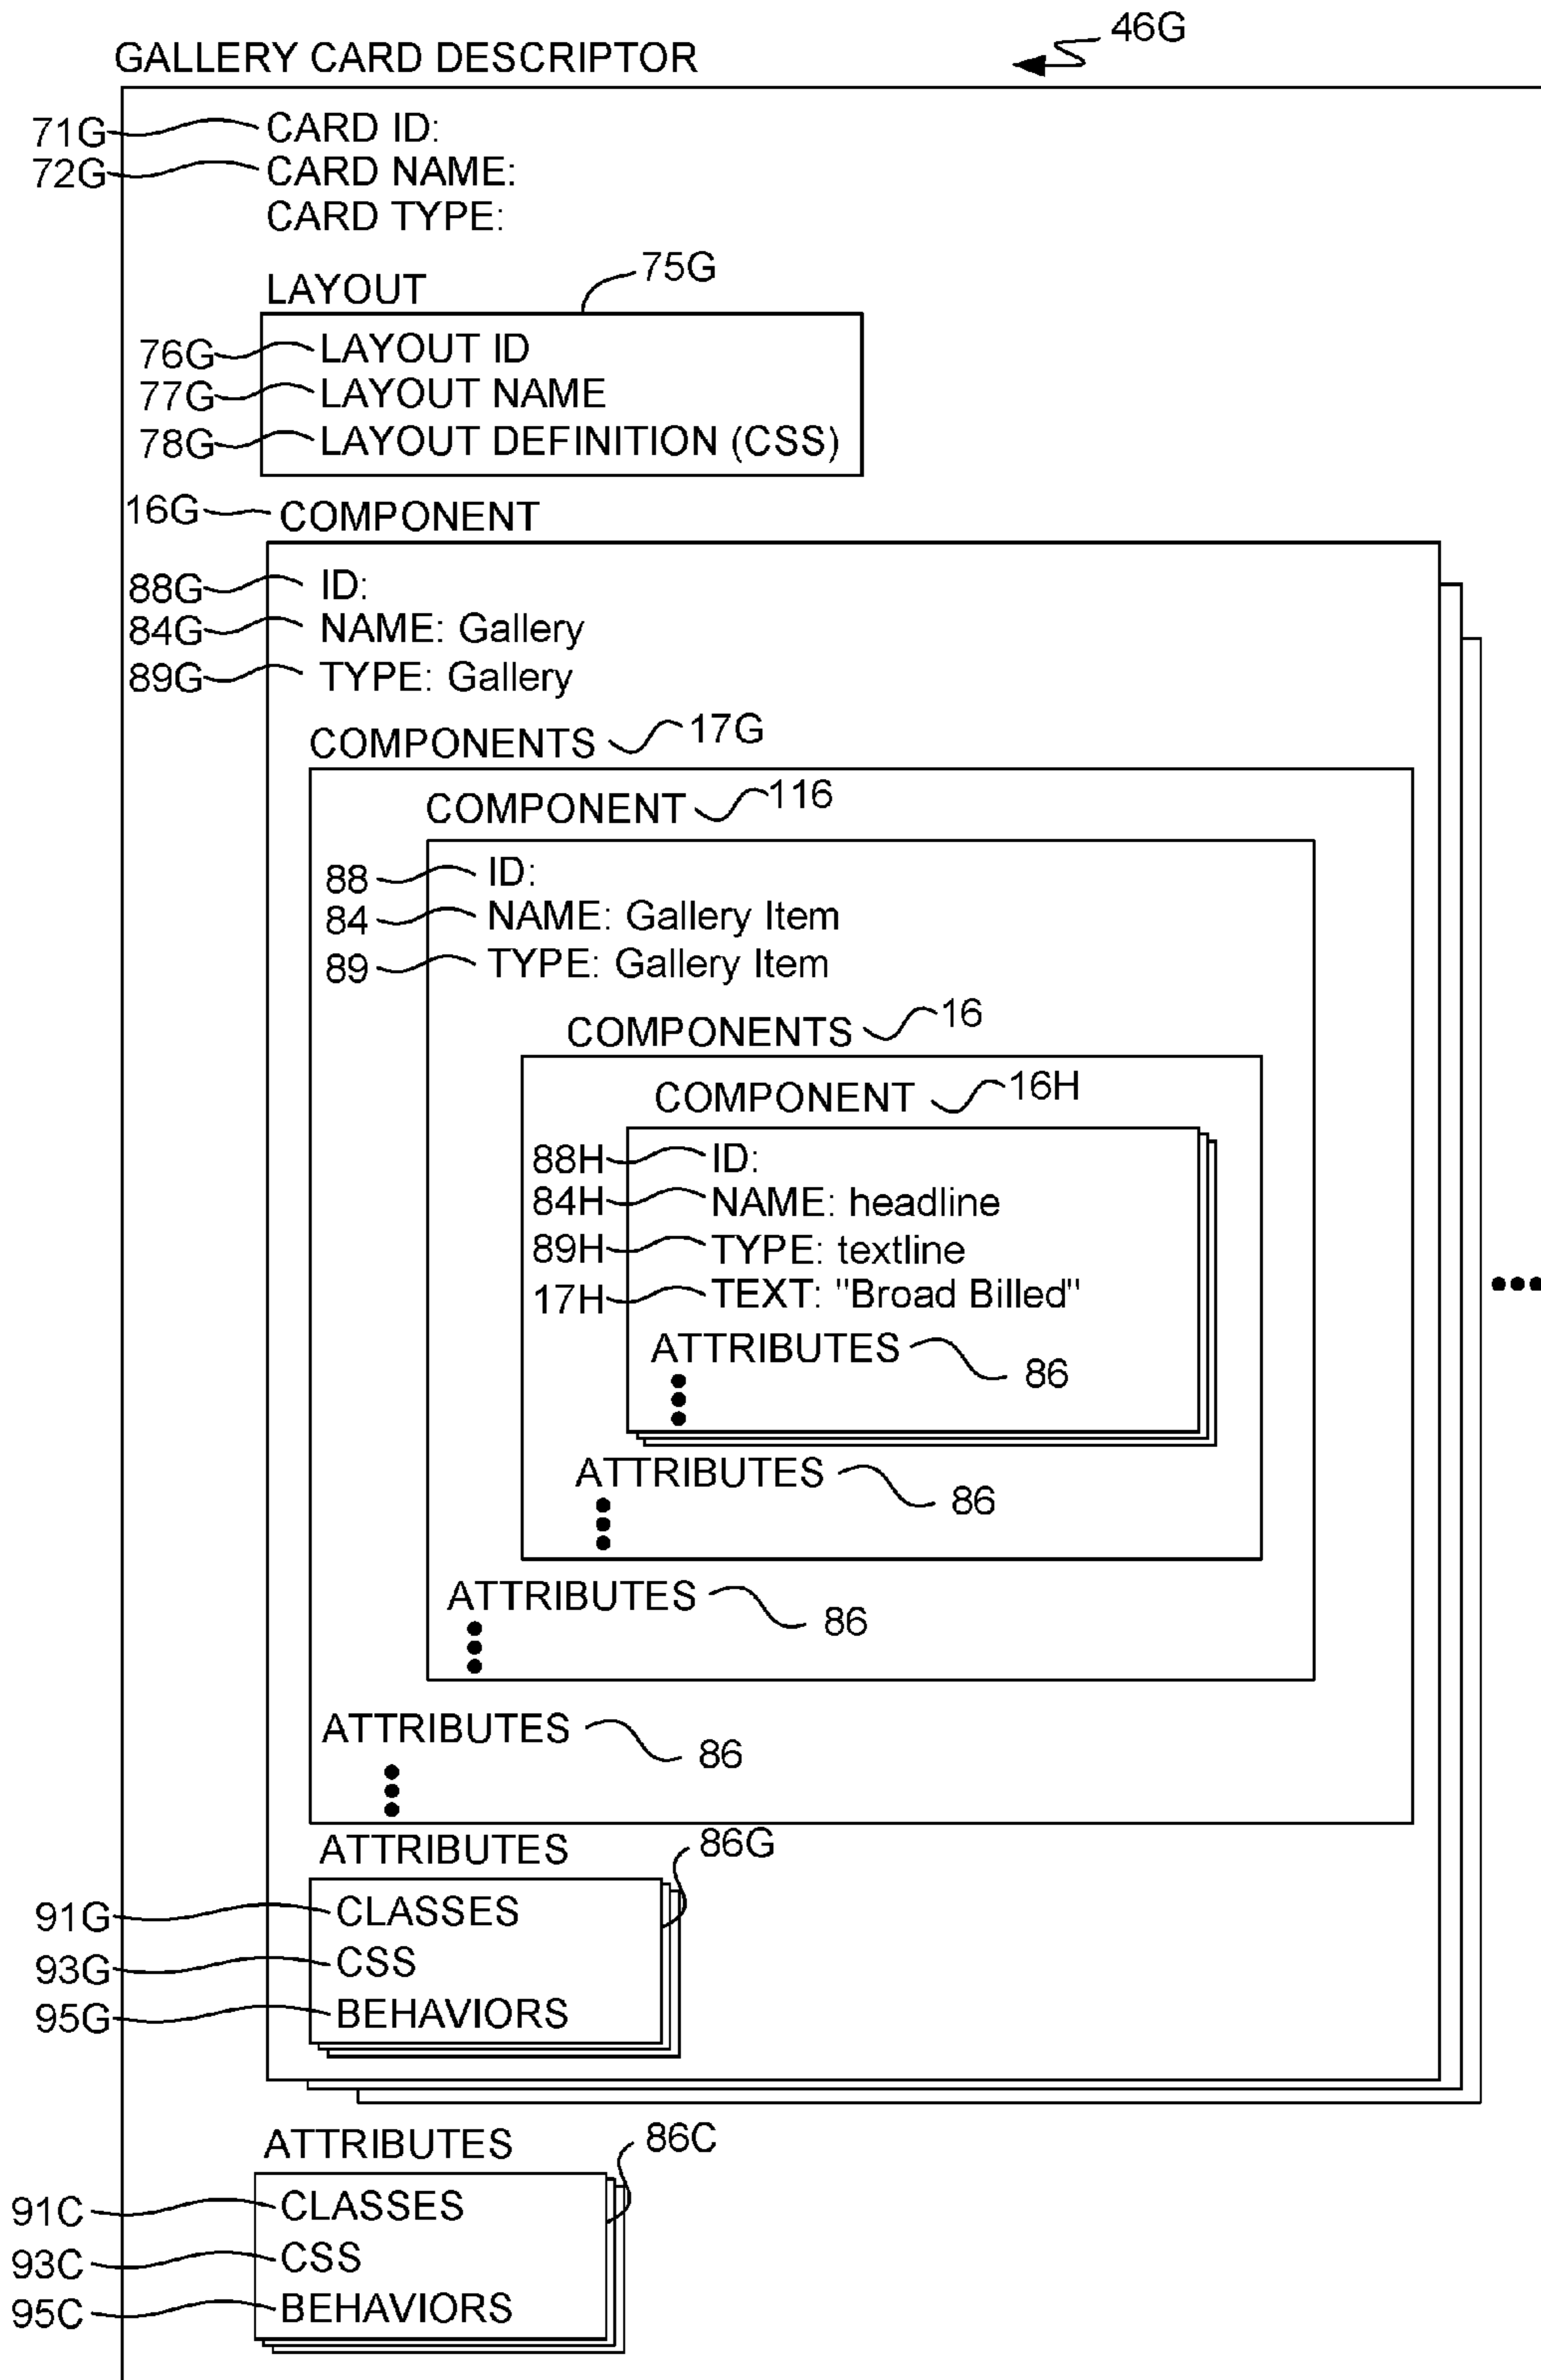 46G
GALLERY CARD DESCRIPTOR
71G CARD ID:
72G CARD NAME:
CARD TYPE:
75G
LAYOUT
76G LAYOUT ID
77G LAYOUT NAME
78G LAYOUT DEFINITION (CSS)
16G COMPONENT
88G ID:
84G NAME: Gallery
89G TYPE: Gallery
COMPONENTS 17G
COMPONENT 116
88 ID:
84 NAME: Gallery Item
89 TYPE: Gallery Item
COMPONENTS 16
COMPONENT 16H
88H ID:
84H NAME: headline
89H TYPE: textline
17H TEXT: "Broad Billed"
ATTRIBUTES 86
ATTRIBUTES 86
ATTRIBUTES 86
ATTRIBUTES 86
ATTRIBUTES 86G
91G CLASSES
93G CSS
95G BEHAVIORS
ATTRIBUTES 86C
91C CLASSES
93C CSS
95C BEHAVIORS